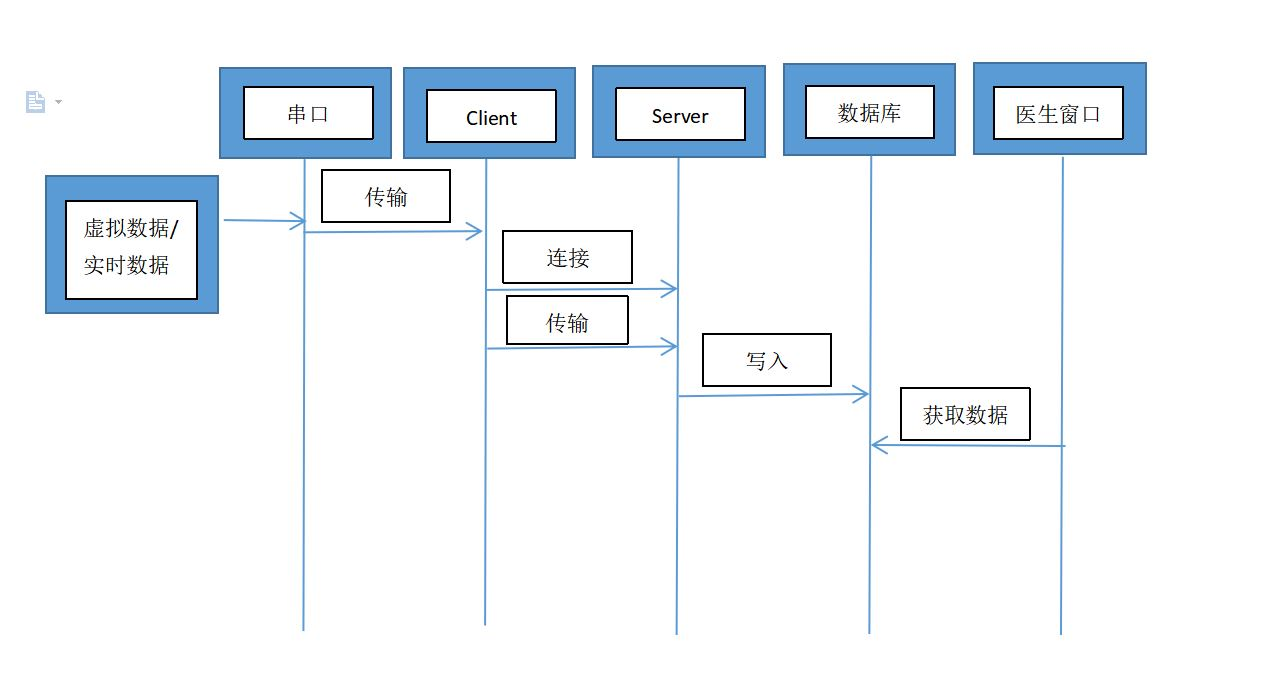 串口
Client
Server
数据库
医生窗口
虚拟数据/
实时数据
传输
连接
传输
写入
获取数据